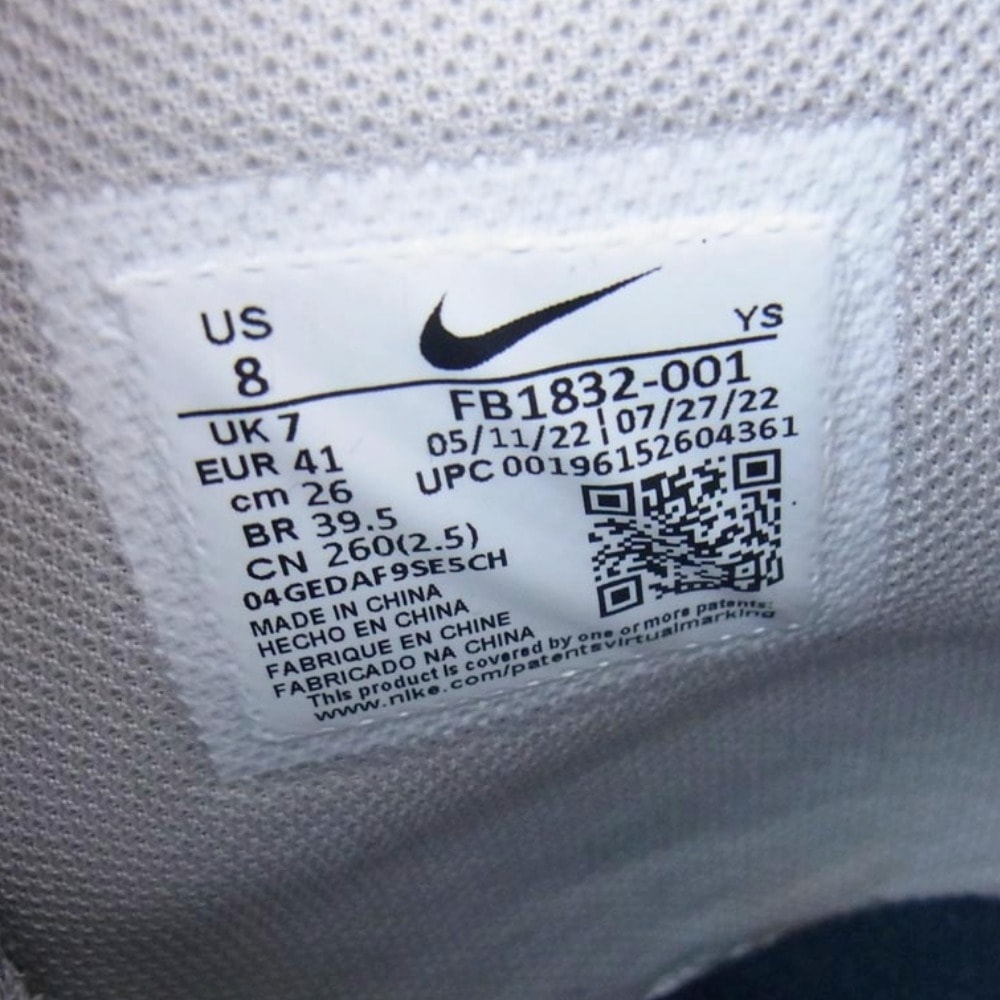 US
8
YS
UK 7
EUR 41
cm 26
BR 39.5
CN 260(2.5)
04GEDAF9SE5CH
MADE IN CHINA
HECHO EN CHINA
FABRIQUE EN CHINE
FABRICADO NA CHINA
This product is covered by one or more patents:
www.nike.com/patentsvirtualmarking
FB1832-001
05/11/22 | 07/27/22
UPC 00196152604361